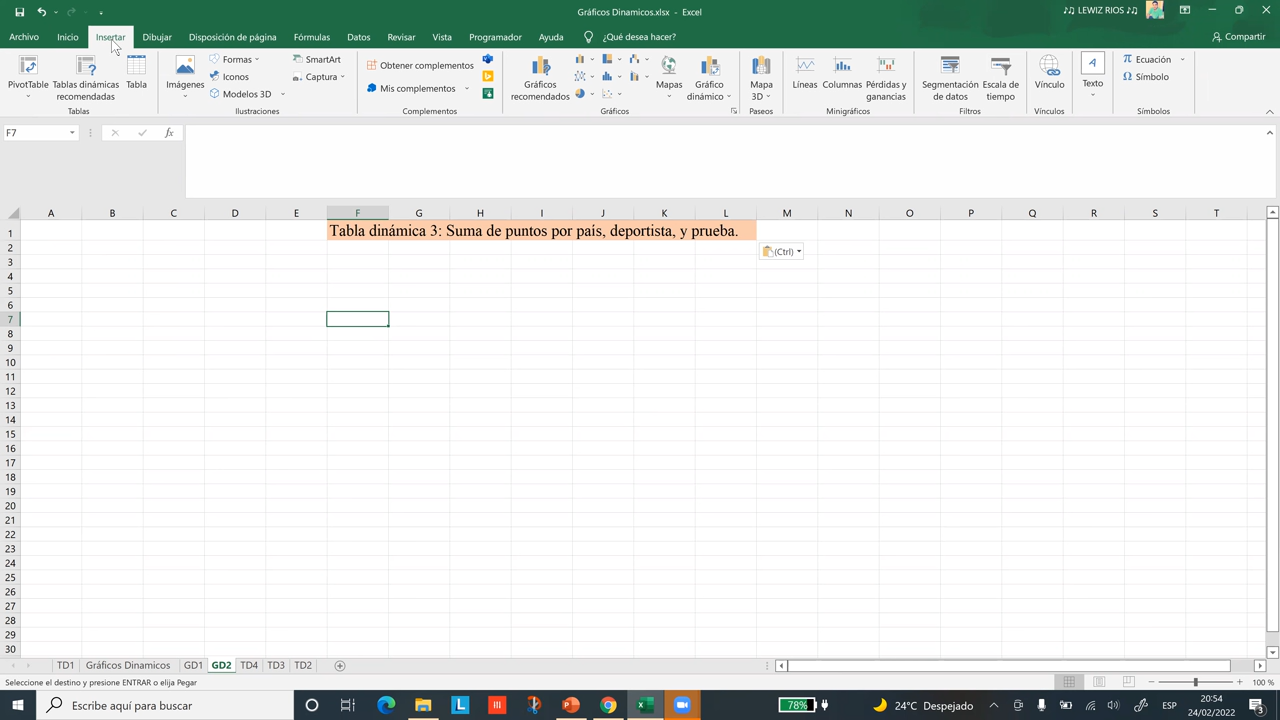 Gráficos Dinamicos.xlsx - Excel
♫♫ LEWIZ RIOS ♫♫
Archivo Inicio Insertar Dibujar Disposición de página Fórmulas Datos Revisar Vista Programador Ayuda ¿Qué desea hacer? Compartir
PivotTable
Tablas dinámicas recomendadas
Tabla
Tablas
Imágenes
Formas
Iconos
Modelos 3D
SmartArt
Captura
Ilustraciones
Obtener complementos
Mis complementos
Complementos
Gráficos recomendados
Mapas
Gráfico dinámico
Gráficos
Mapa 3D
Paseos
Líneas
Columnas
Pérdidas y ganancias
Minigráficos
Segmentación de datos
Escala de tiempo
Filtros
Vínculo
Vínculos
Texto
Ecuación
Símbolo
Símbolos
F7
fx
A B C D E F G H I J K L M N O P Q R S T
1 Tabla dinámica 3: Suma de puntos por país, deportista, y prueba.
2 (Ctrl)
3
4
5
6
7
8
9
10
11
12
13
14
15
16
17
18
19
20
21
22
23
24
25
26
27
28
29
30
TD1 Gráficos Dinamicos GD1 GD2 TD4 TD3 TD2
Seleccione el destino y presione ENTRAR o elija Pegar
100 %
Escribe aquí para buscar
78%
24°C Despejado
ESP
20:54
24/02/2022
3